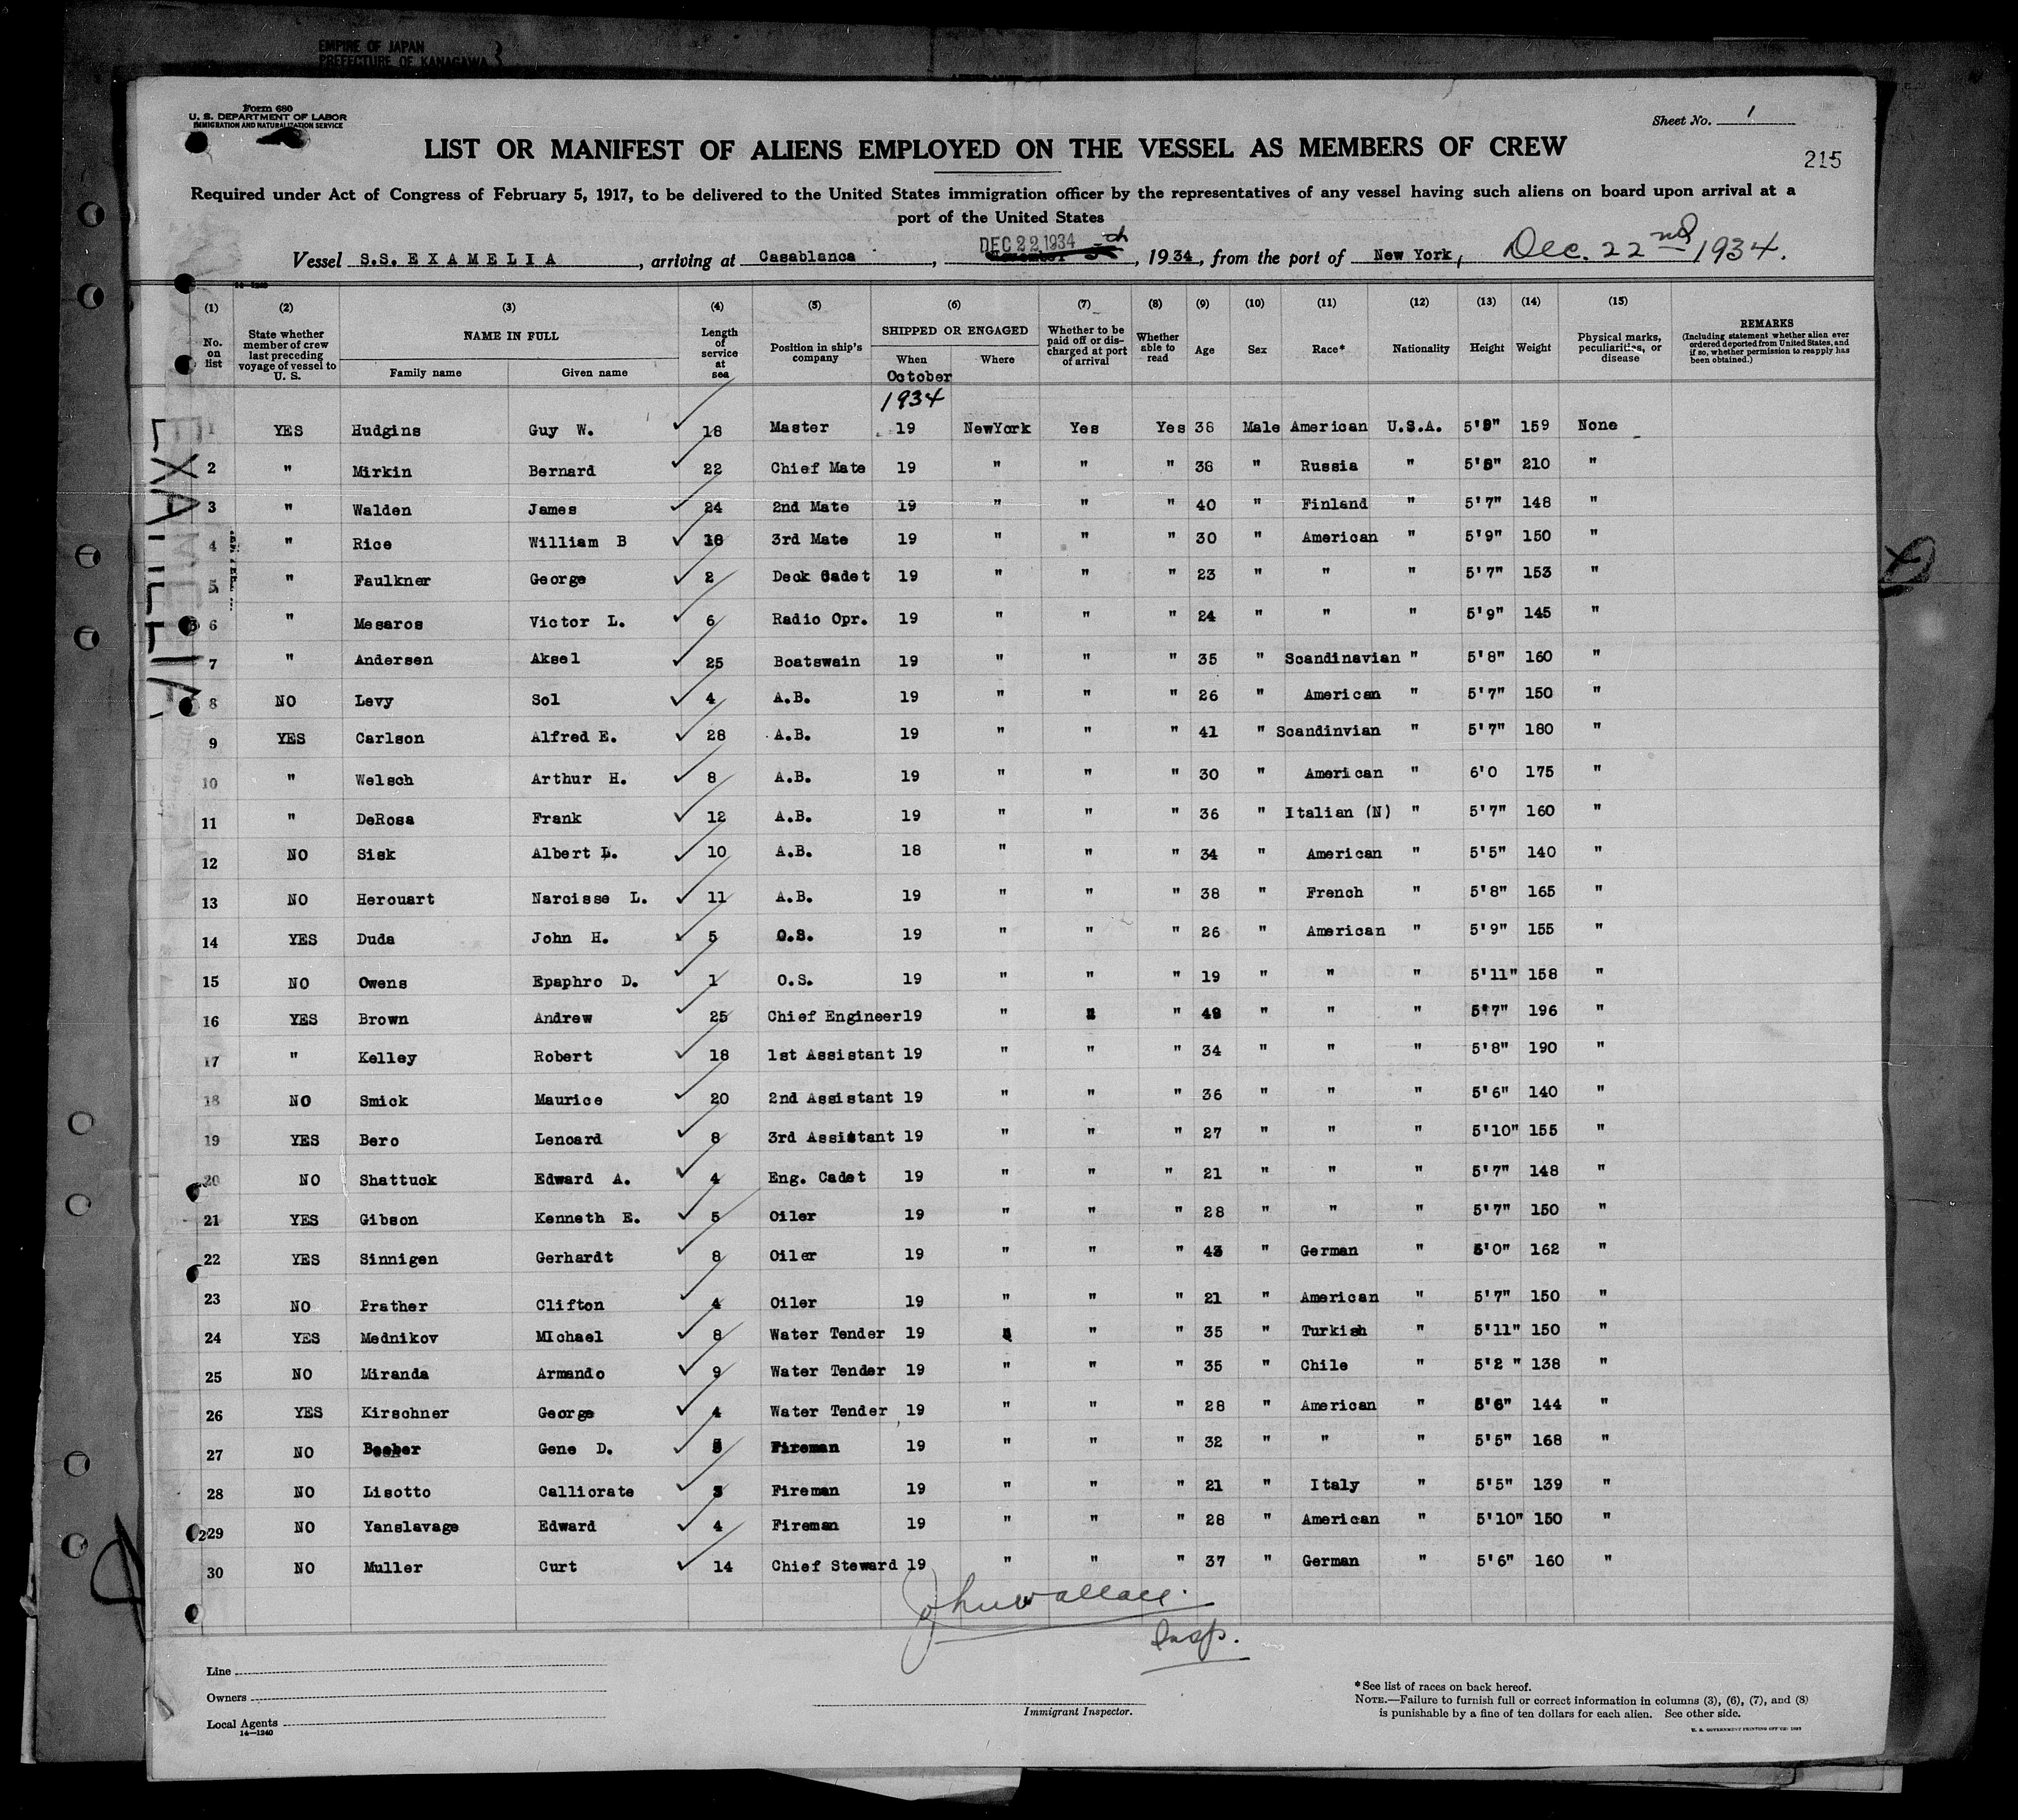 EMPIRE OF JAPAN
PREFECTURE OF KANAGAWA
Form 680
U. S. DEPARTMENT OF LABOR
IMMIGRATION AND NATURALIZATION SERVICE
Sheet No. 1
LIST OR MANIFEST OF ALIENS EMPLOYED ON THE VESSEL AS MEMBERS OF CREW
215
Required under Act of Congress of February 5, 1917, to be delivered to the United States immigration officer by the representatives of any vessel having such aliens on board upon arrival at a
port of the United States
Vessel S.S. EXAMELIA, arriving at Casablanca, DEC 22 1934, 1934, from the port of New York, Dec. 22nd 1934.
14-1240
(1) (2) (3) (4) (5) (6) (7) (8) (9) (10) (11) (12) (13) (14) (15)
No. on list State whether member of crew last preceding voyage of vessel to U. S. NAME IN FULL Family name Given name Length of service at sea Position in ship's company SHIPPED OR ENGAGED When Where Whether to be paid off or discharged at port of arrival Whether able to read Age Sex Race* Nationality Height Weight Physical marks, peculiarities, or disease REMARKS (Including statement whether alien ever ordered deported from United States, and if so, whether permission to reapply has been obtained.)
October
1934
EXAMELIA
1 YES Hudgins Guy W. 18 Master 19 NewYork Yes Yes 36 Male American U.S.A. 159 None
2 " Mirkin Bernard 22 Chief Mate 19 " " " 36 " Russia " 210 "
3 " Walden James 24 2nd Mate 19 " " " 40 " Finland " 5'7" 148 "
4 " Rice William B 3rd Mate 19 " " " 30 " American " 5'9" 150 "
5 " Faulkner George 2 Deck Cadet 19 " " " 23 " " " 5'7" 153 "
6 " Mesaros Victor L. 6 Radio Opr. 19 " " " 24 " " " 5'9" 145 "
7 " Andersen Aksel 25 Boatswain 19 " " " 35 " Scandinavian " 5'8" 160 "
8 NO Levy Sol 4 A.B. 19 " " " 26 " American " 5'7" 150 "
9 YES Carlson Alfred E. 28 A.B. 19 " " " 41 " Scandinvian " 5'7" 180 "
10 " Welsch Arthur H. 8 A.B. 19 " " " 30 " American " 6'0 175 "
11 " DeRosa Frank 12 A.B. 19 " " " 36 " Italian (N) " 5'7" 160 "
12 NO Sisk Albert L. 10 A.B. 18 " " " 34 " American " 5'5" 140 "
13 NO Herouart Narcisse L. 11 A.B. 19 " " " 38 " French " 5'8" 165 "
14 YES Duda John H. 5 O.S. 19 " " " 26 " American " 5'9" 155 "
15 NO Owens Epaphro D. 1 O.S. 19 " " " 19 " " " 5'11" 158 "
16 YES Brown Andrew 25 Chief Engineer 19 " " " " " 5'7" 196 "
17 " Kelley Robert 18 1st Assistant 19 " " " 34 " " " 5'8" 190 "
18 NO Smick Maurice 20 2nd Assistant 19 " " " 36 " " " 5'6" 140 "
19 YES Bero Lenoard 8 3rd Assistant 19 " " " 27 " " " 5'10" 155 "
20 NO Shattuck Edward A. 4 Eng. Cadet 19 " " " 21 " " " 5'7" 148 "
21 YES Gibson Kenneth E. 5 Oiler 19 " " " 28 " " " 5'7" 150 "
22 YES Sinnigen Gerhardt 8 Oiler 19 " " " 43 " German " 162 "
23 NO Prather Clifton 4 Oiler 19 " " " 21 " American " 5'7" 150 "
24 YES Mednikov MIchael 8 Water Tender 19 " " 35 " Turkish " 5'11" 150 "
25 NO Miranda Armando 9 Water Tender 19 " " " 35 " Chile " 5'2 " 138 "
26 YES Kirschner George 4 Water Tender 19 " " " 28 " American " 5'6" 144 "
27 NO Gene D. Fireman 19 " " " 32 " " " 5'5" 168 "
28 NO Lisotto Calliorate Fireman 19 " " " 21 " Italy " 5'5" 139 "
29 NO Yanslavage Edward 4 Fireman 19 " " " 28 " American " 5'10" 150 "
30 NO Muller Curt 14 Chief Steward 19 " " " 37 " German " 5'6" 160 "
John Wallace
Insp.
Line
Owners
Local Agents
14-1240
Immigrant Inspector.
*See list of races on back hereof.
NOTE.—Failure to furnish full or correct information in columns (3), (6), (7), and (8)
is punishable by a fine of ten dollars for each alien. See other side.